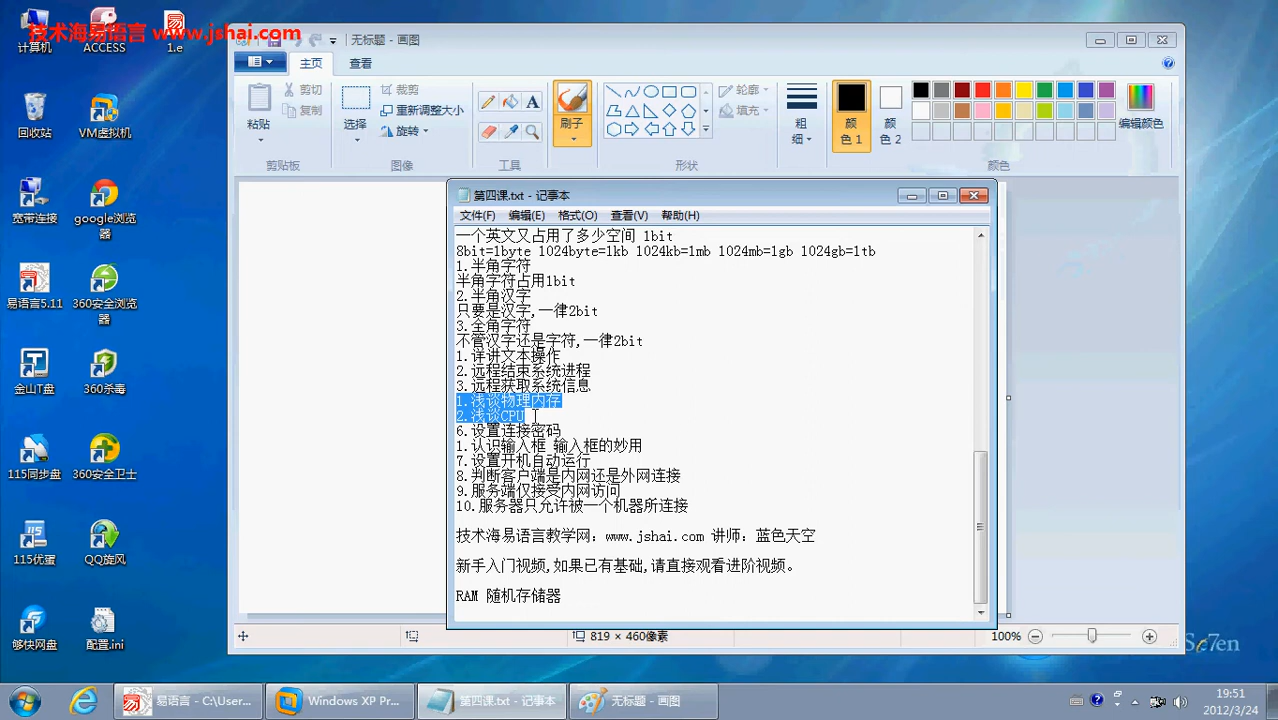 技术海易语言 www.jshai.com
计算机
ACCESS
1.e
回收站
VM虚拟机
宽带连接
google浏览器
易语言5.11
360安全浏览器
金山T盘
360杀毒
115同步盘
360安全卫士
115优蛋
QQ旋风
够快网盘
配置.ini
无标题 - 画图
主页
查看
粘贴
剪切
复制
剪贴板
选择
裁剪
重新调整大小
旋转
图像
A
工具
刷子
形状
轮廓
填充
粗细
颜色 1
颜色 2
编辑颜色
颜色
第四课.txt - 记事本
文件(F) 编辑(E) 格式(O) 查看(V) 帮助(H)
一个英文又占用了多少空间 1bit
8bit=1byte 1024byte=1kb 1024kb=1mb 1024mb=1gb 1024gb=1tb
1.半角字符
半角字符占用1bit
2.半角汉字
只要是汉字,一律2bit
3.全角字符
不管汉字还是字符,一律2bit
1.详讲文本操作
2.远程结束系统进程
3.远程获取系统信息
1.浅谈物理内存
2.浅谈CPU
6.设置连接密码
1.认识输入框 输入框的妙用
7.设置开机自动运行
8.判断客户端是内网还是外网连接
9.服务端仅接受内网访问
10.服务器只允许被一个机器所连接
技术海易语言教学网：www.jshai.com 讲师：蓝色天空
新手入门视频,如果已有基础,请直接观看进阶视频。
RAM 随机存储器
819 × 460像素
100%
Se7en
易语言 - C:\User...
Windows XP Pr...
第四课.txt - 记事本
无标题 - 画图
19:51
2012/3/24